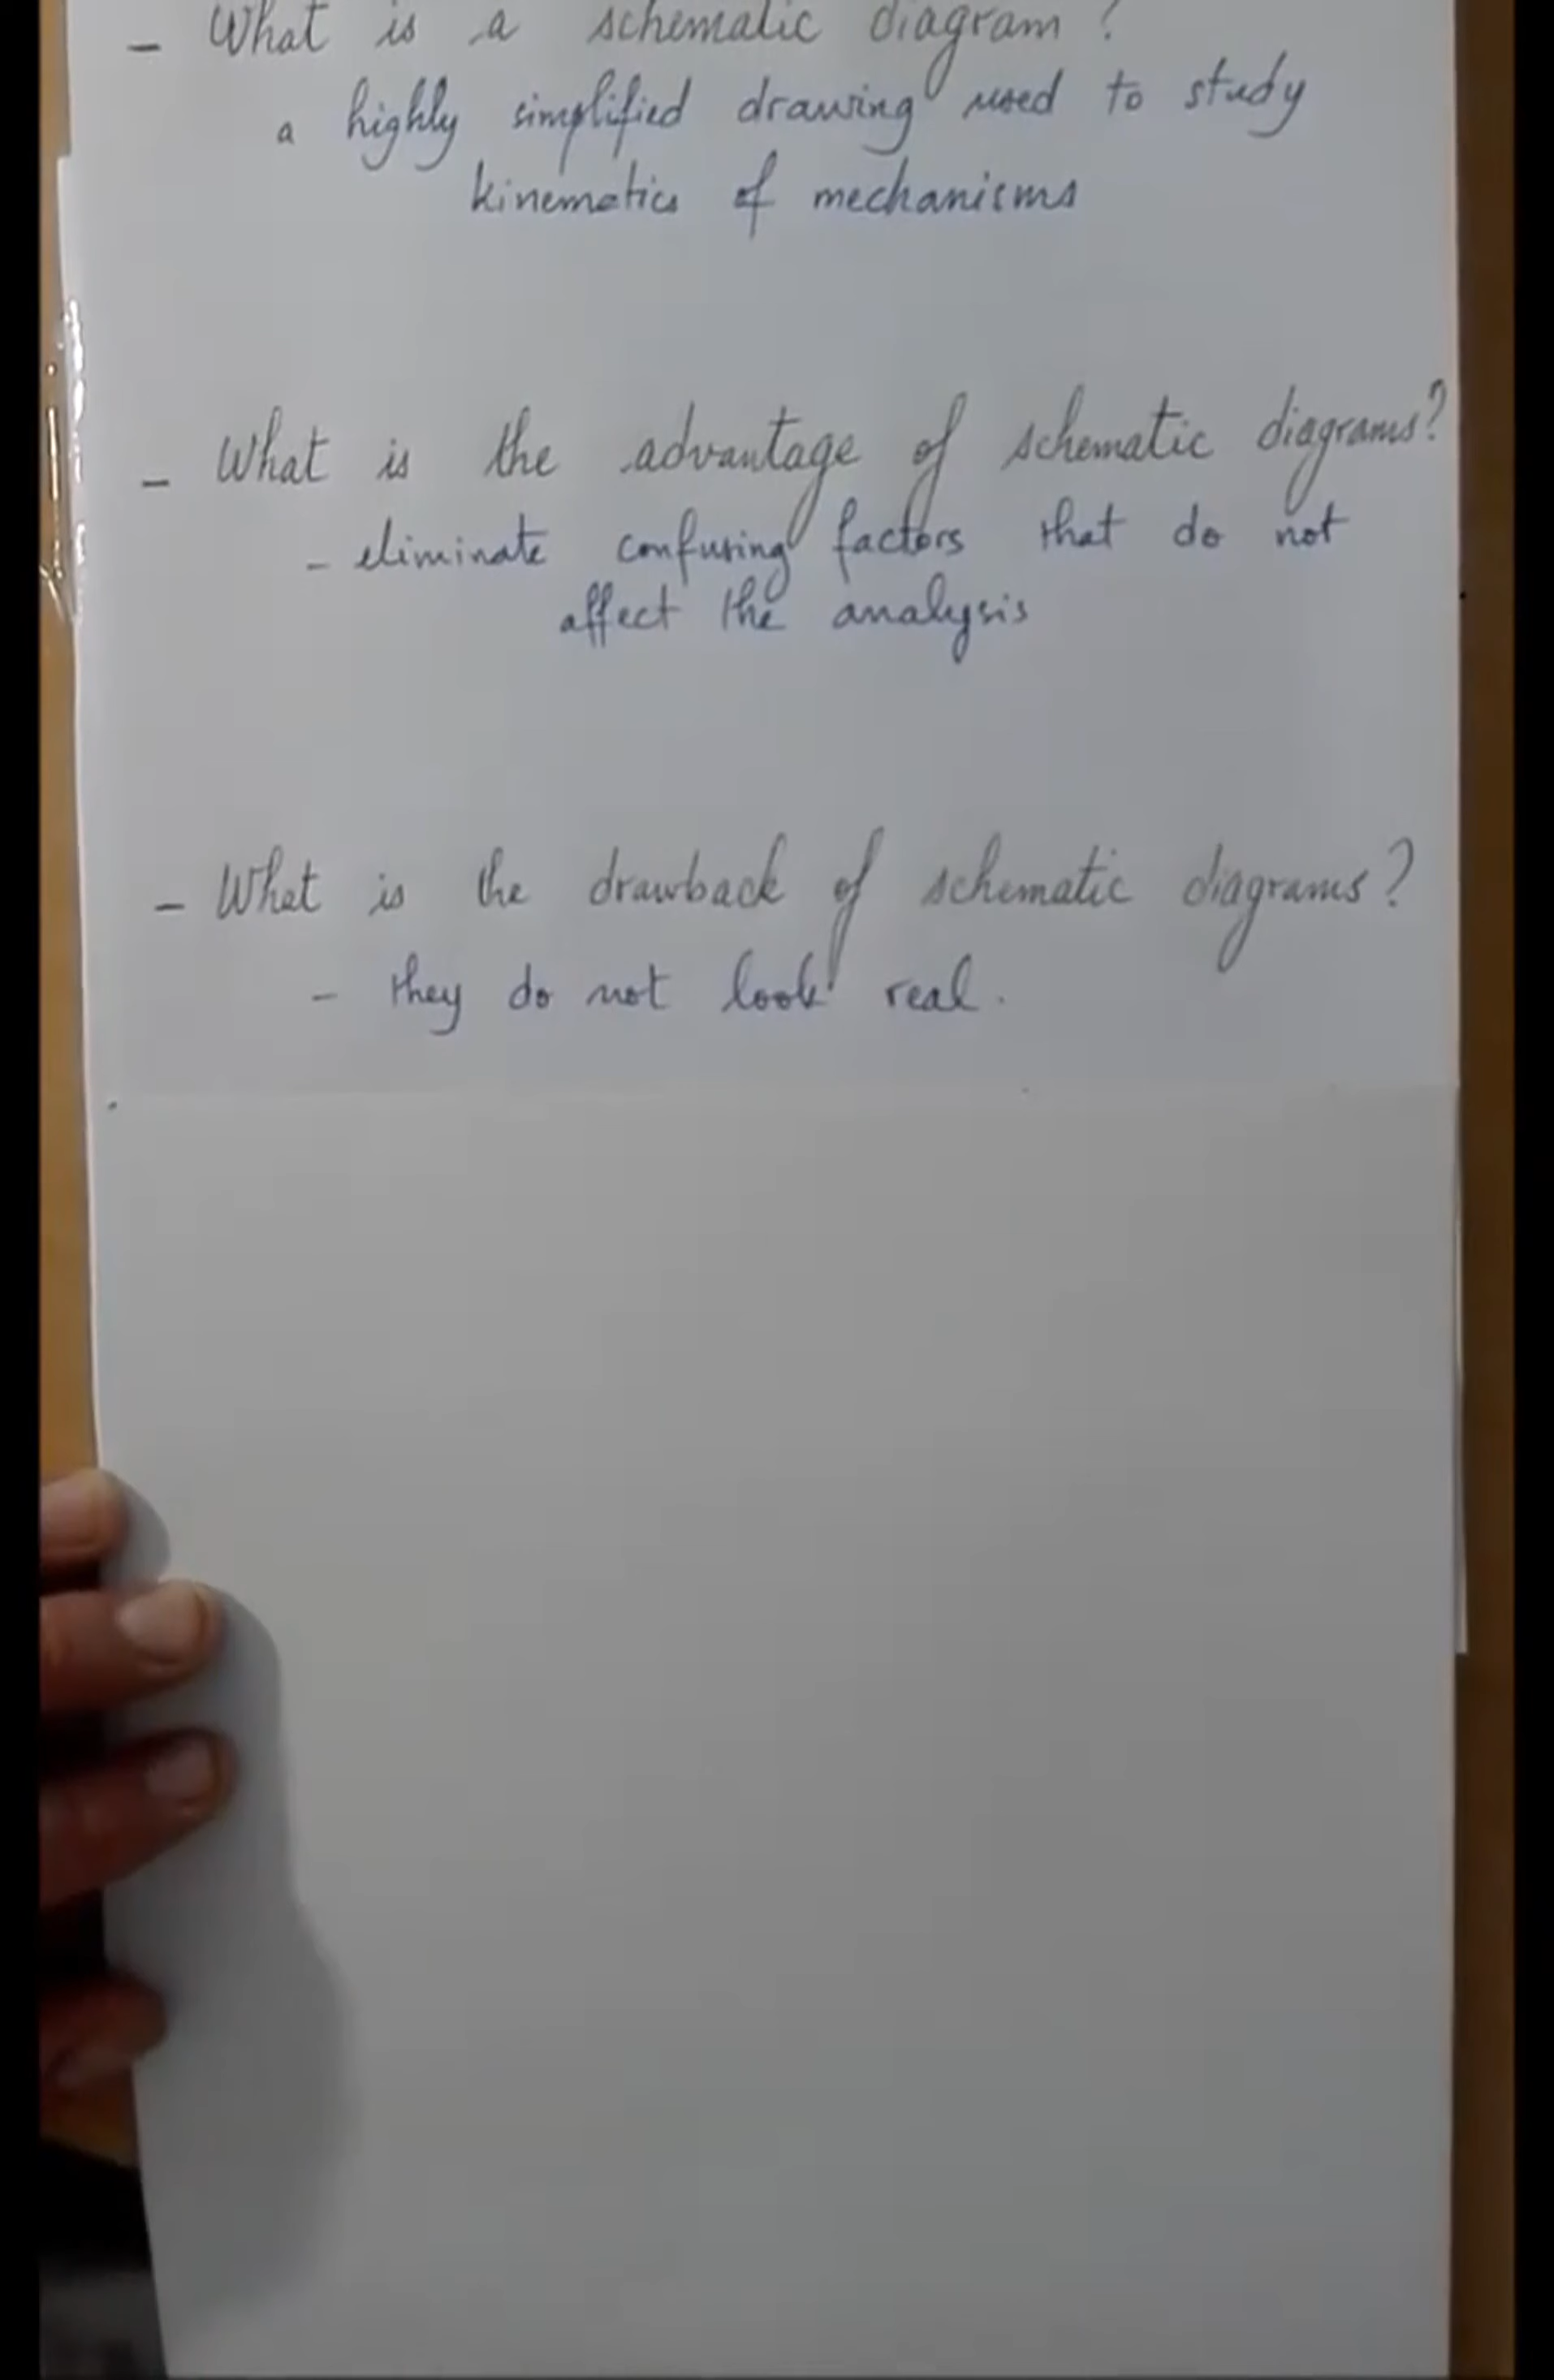 - What is a schematic diagram?
a highly simplified drawing used to study
kinematics of mechanisms
- What is the advantage of schematic diagrams?
- eliminate confusing factors that do not
affect the analysis
- What is the drawback of schematic diagrams?
- they do not look real.